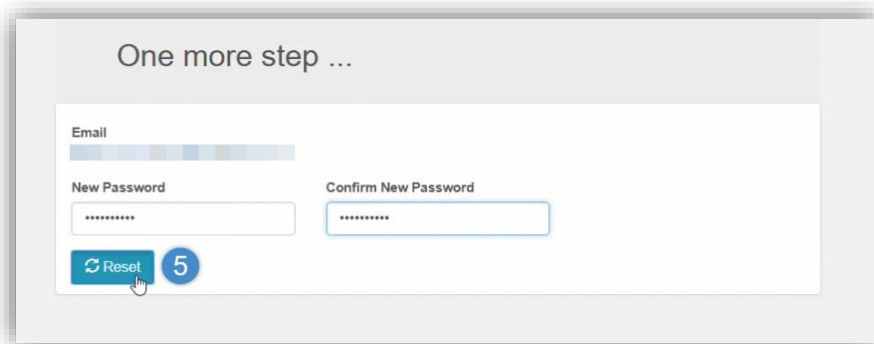 One more step ...
Email
New Password Confirm New Password
•••••••••• ••••••••••
Reset 5